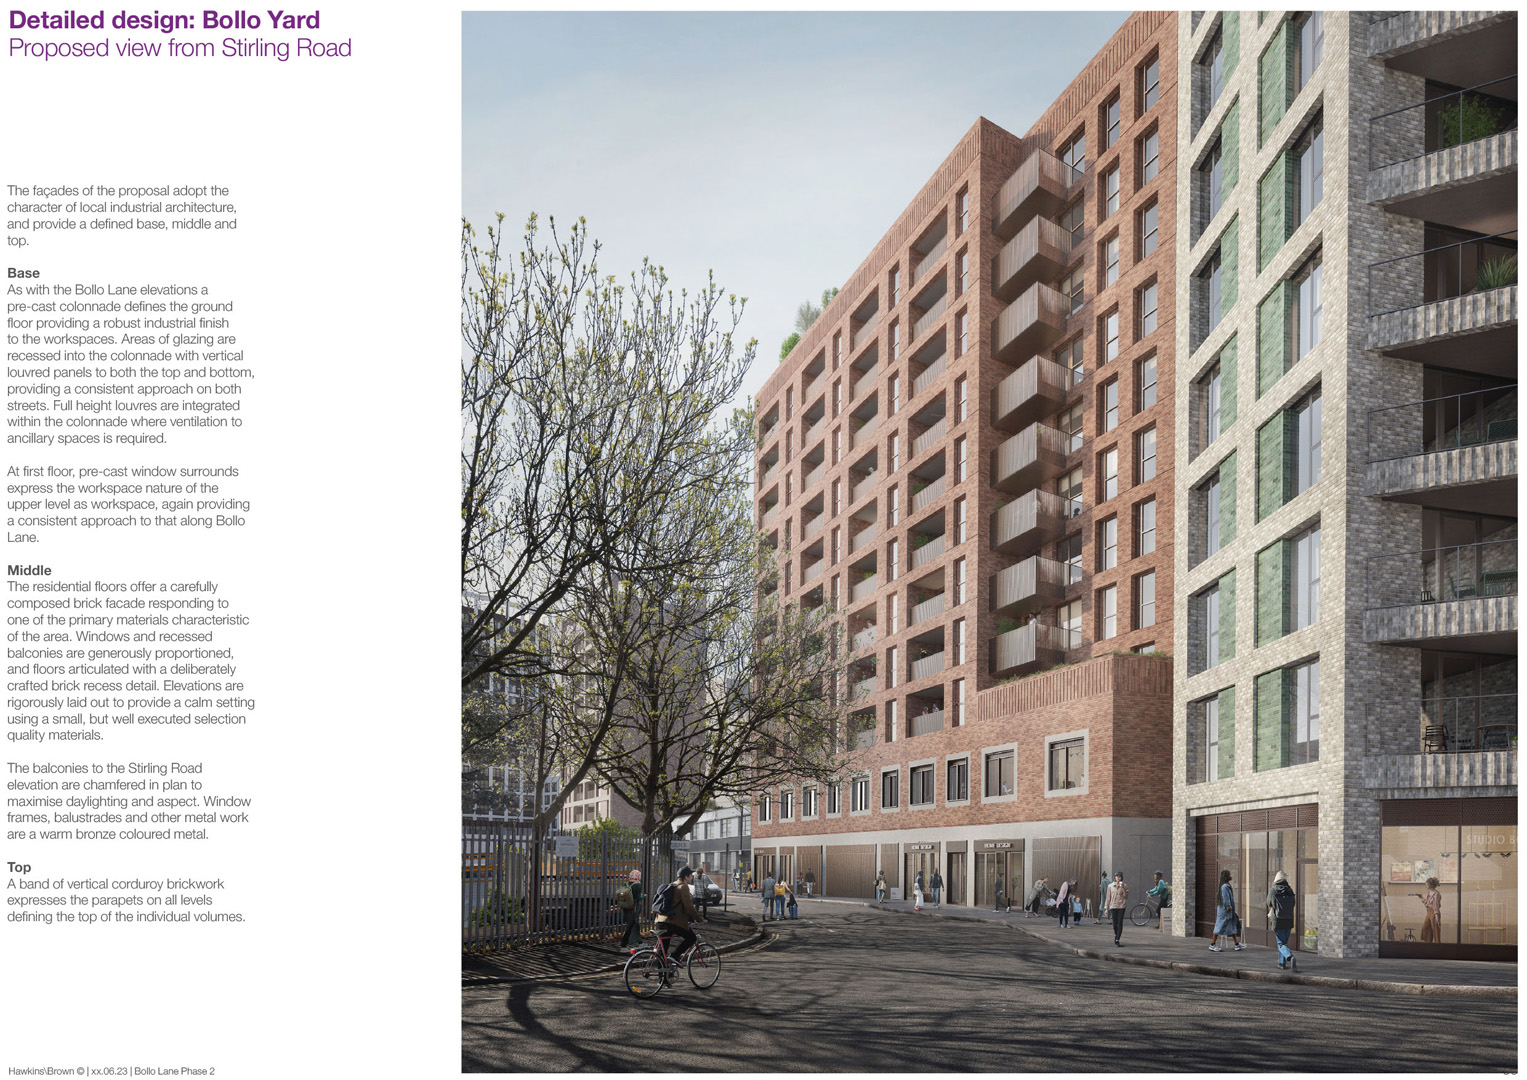 Detailed design: Bollo Yard
Proposed view from Stirling Road
The façades of the proposal adopt the
character of local industrial architecture,
and provide a defined base, middle and
top.
Base
As with the Bollo Lane elevations a
pre-cast colonnade defines the ground
floor providing a robust industrial finish
to the workspaces. Areas of glazing are
recessed into the colonnade with vertical
louvred panels to both the top and bottom,
providing a consistent approach on both
streets. Full height louvres are integrated
within the colonnade where ventilation to
ancillary spaces is required.
At first floor, pre-cast window surrounds
express the workspace nature of the
upper level as workspace, again providing
a consistent approach to that along Bollo
Lane.
Middle
The residential floors offer a carefully
composed brick facade responding to
one of the primary materials characteristic
of the area. Windows and recessed
balconies are generously proportioned,
and floors articulated with a deliberately
crafted brick recess detail. Elevations are
rigorously laid out to provide a calm setting
using a small, but well executed selection
quality materials.
The balconies to the Stirling Road
elevation are chamfered in plan to
maximise daylighting and aspect. Window
frames, balustrades and other metal work
are a warm bronze coloured metal.
Top
A band of vertical corduroy brickwork
expresses the parapets on all levels
defining the top of the individual volumes.
HOME DESIGN
HOME DESIGN
STUDIO
Hawkins\Brown © | xx.06.23 | Bollo Lane Phase 2